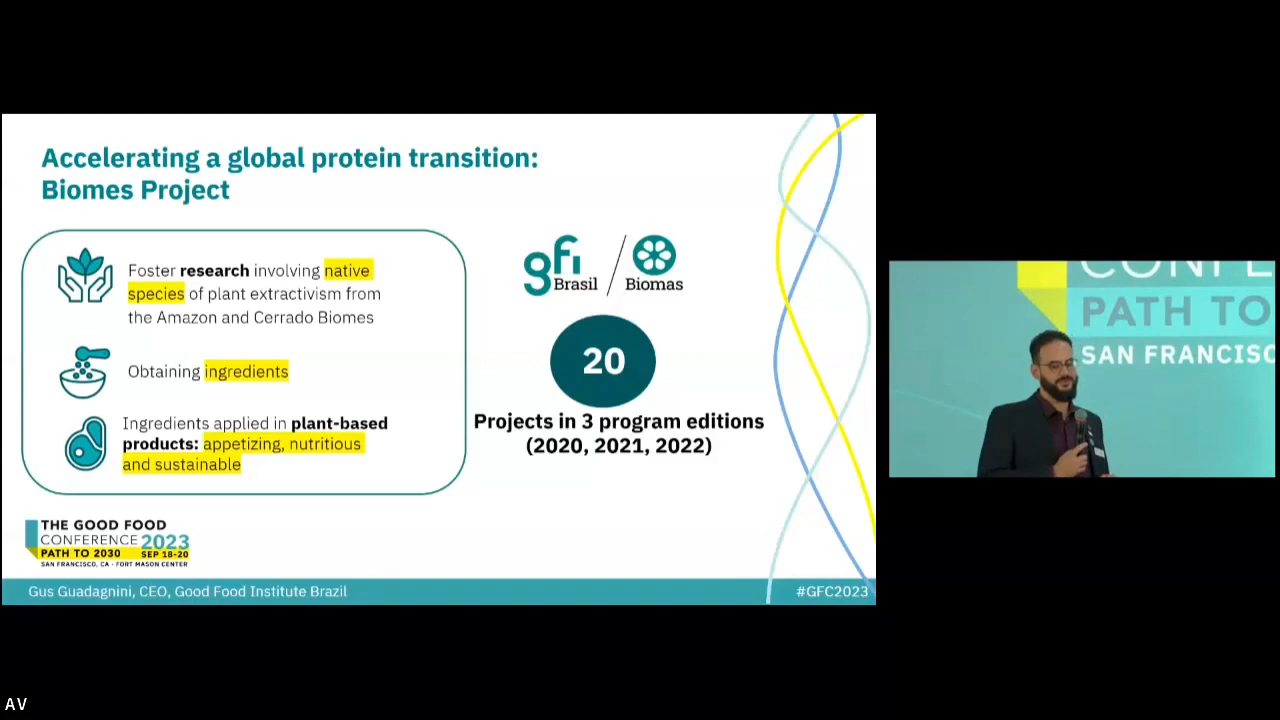 Accelerating a global protein transition:
Biomes Project
Foster research involving native
species of plant extractivism from
the Amazon and Cerrado Biomes
Obtaining ingredients
Ingredients applied in plant-based
products: appetizing, nutritious
and sustainable
gfi
Brasil
Biomas
20
Projects in 3 program editions
(2020, 2021, 2022)
THE GOOD FOOD
CONFERENCE 2023
PATH TO 2030 SEP 18-20
SAN FRANCISCO, CA · FORT MASON CENTER
Gus Guadagnini, CEO, Good Food Institute Brazil
#GFC2023
CONFE
PATH TO
SAN FRANCISC
AV